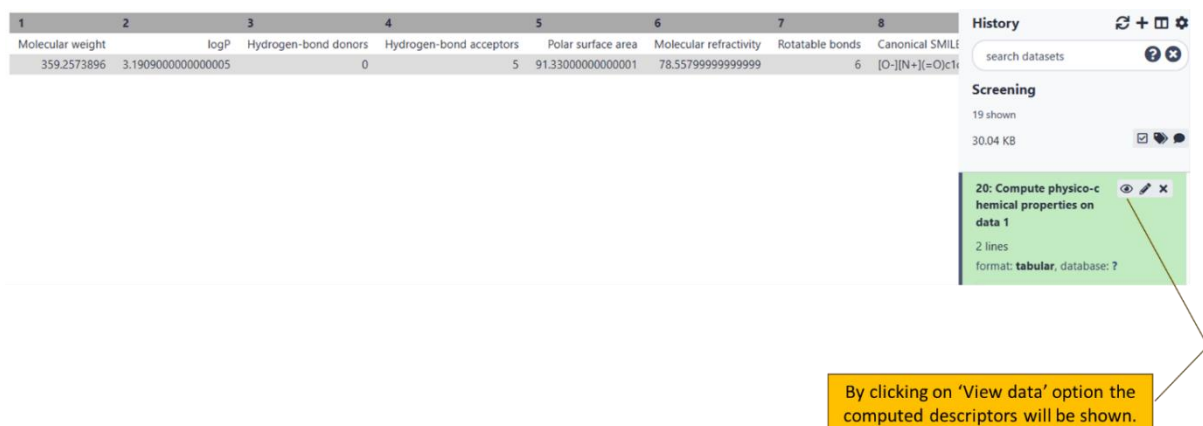 1 2 3 4 5 6 7 8
Molecular weight logP Hydrogen-bond donors Hydrogen-bond acceptors Polar surface area Molecular refractivity Rotatable bonds Canonical SMILE
359.2573896 3.1909000000000005 0 5 91.33000000000001 78.55799999999999 6 [O-][N+](=O)c1c
History
search datasets
Screening
19 shown
30.04 KB
20: Compute physico-c
hemical properties on
data 1
2 lines
format: tabular, database: ?
By clicking on ‘View data’ option the
computed descriptors will be shown.